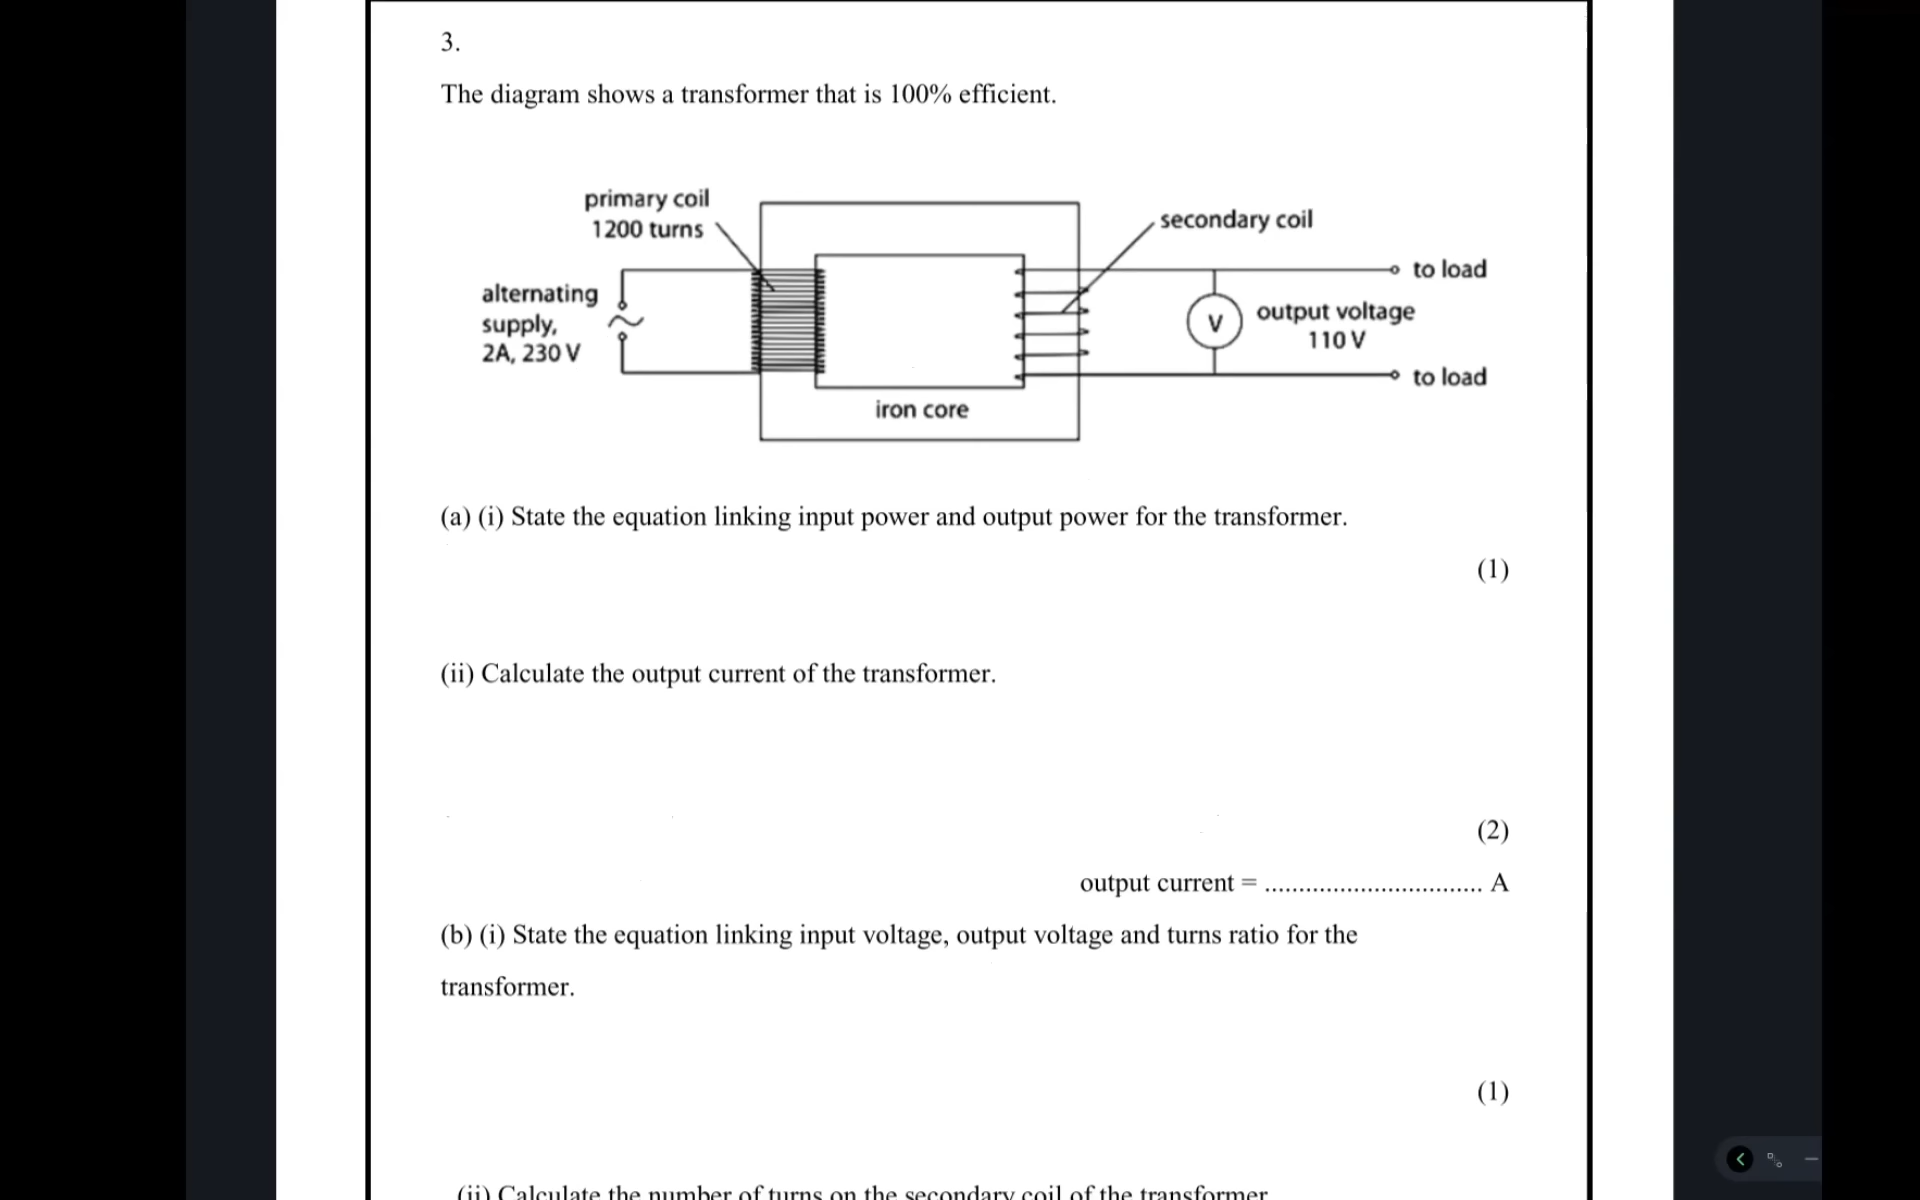 3.
The diagram shows a transformer that is 100% efficient.
primary coil
1200 turns
secondary coil
to load
alternating
supply,
2A, 230 V
V
output voltage
110 V
to load
iron core
(a) (i) State the equation linking input power and output power for the transformer.
(1)
(ii) Calculate the output current of the transformer.
(2)
output current = ................................ A
(b) (i) State the equation linking input voltage, output voltage and turns ratio for the
transformer.
(1)
(ii) Calculate the number of turns on the secondary coil of the transformer